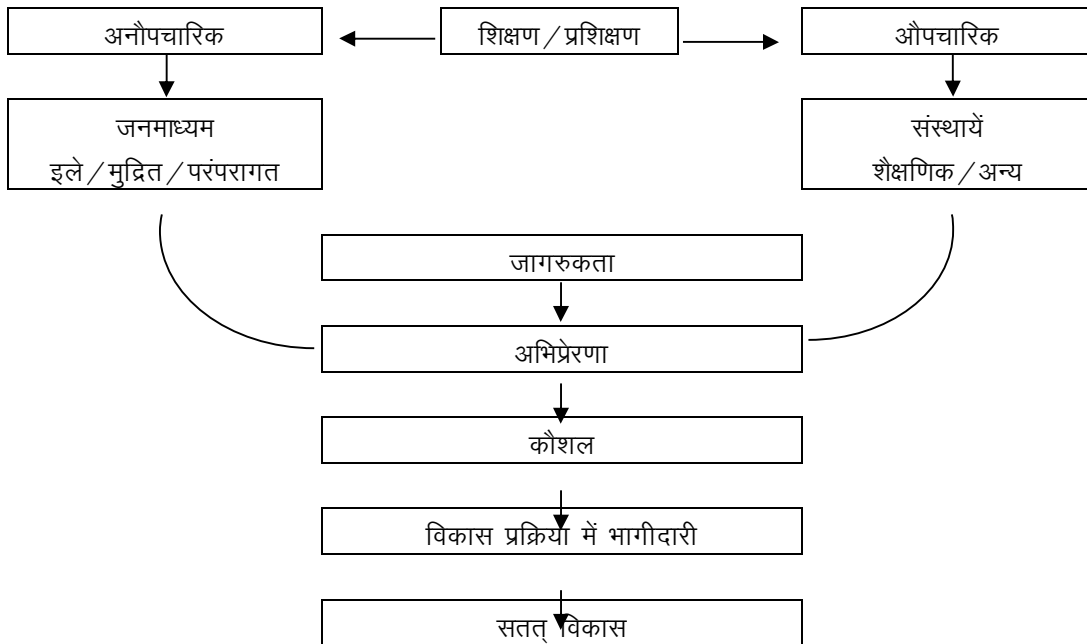 अनौपचारिक
शिक्षण/प्रशिक्षण
औपचारिक
जनमाध्यम
इले/मुद्रित/परंपरागत
संस्थायें
शैक्षणिक/अन्य
जागरुकता
अभिप्रेरणा
कौशल
विकास प्रक्रिया में भागीदारी
सतत् विकास